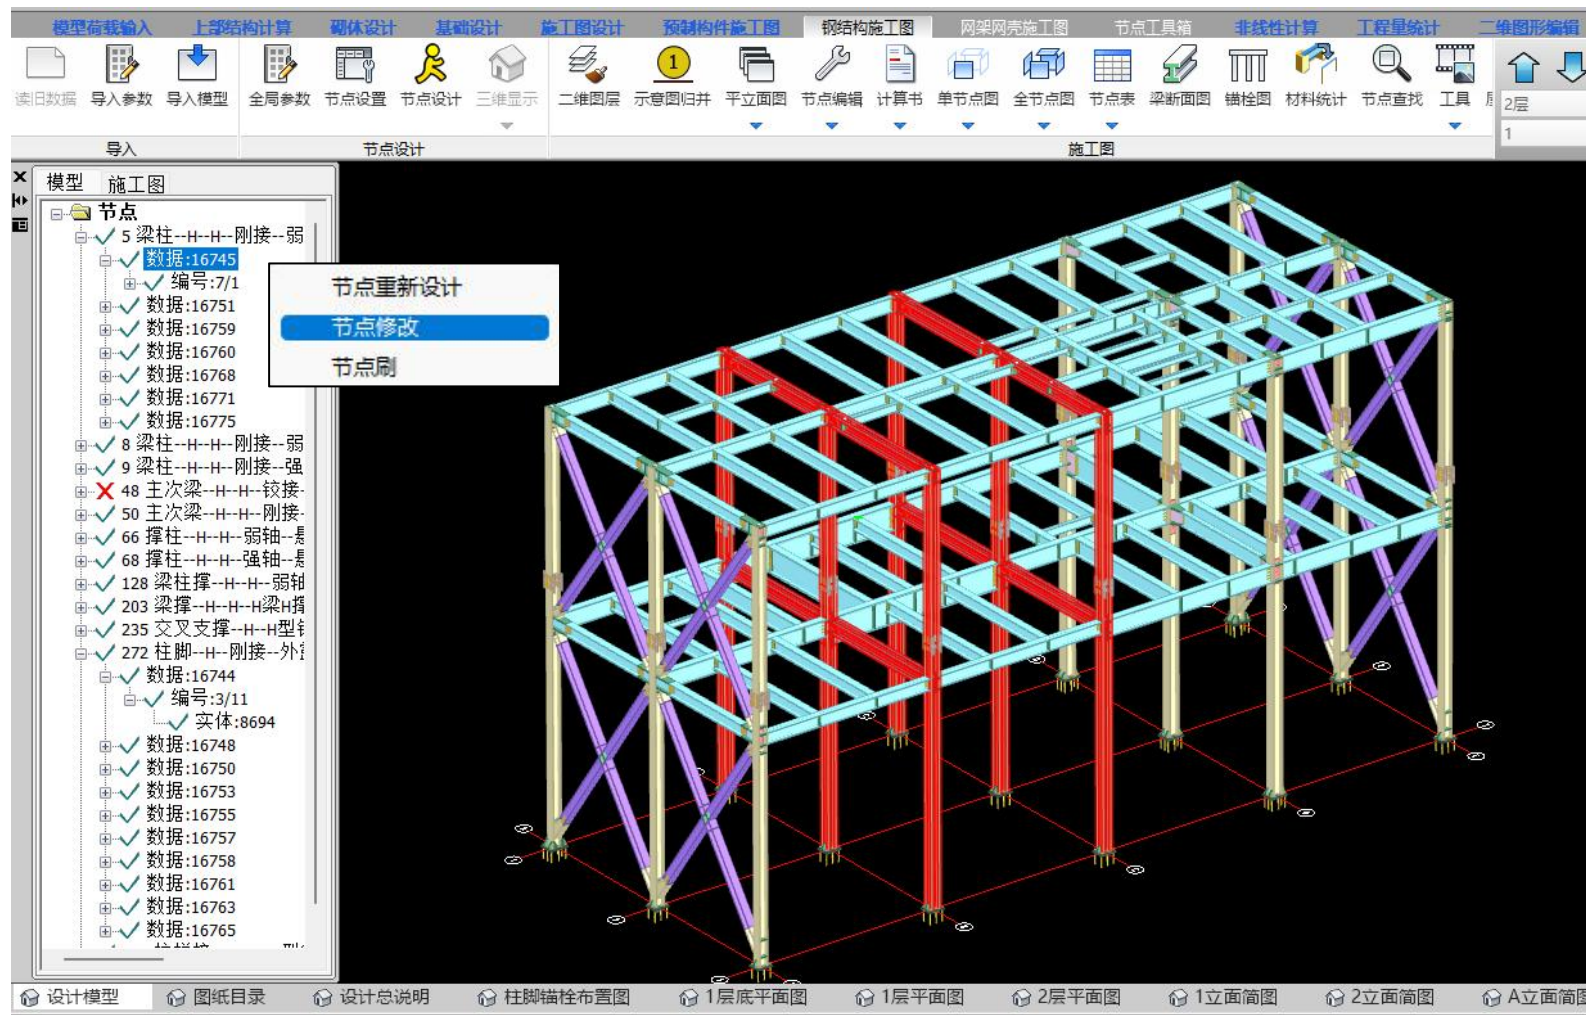 模型荷载输入 上部结构计算 砌体设计 基础设计 施工图设计 预制构件施工图 钢结构施工图 网架网壳施工图 节点工具箱 非线性计算 工程量统计 二维图形编辑
1
读旧数据 导入参数 导入模型 全局参数 节点设置 节点设计 三维显示 二维图层 示意图归并 平立面图 节点编辑 计算书 单节点图 全节点图 节点表 梁断面图 锚栓图 材料统计 节点查找 工具
2层
1
导入 节点设计 施工图
模型 施工图
节点
5 梁柱--H--H--刚接--弱
数据:16745
编号:7/1
数据:16751
数据:16759
数据:16760
数据:16768
数据:16771
数据:16775
8 梁柱--H--H--刚接--弱
9 梁柱--H--H--刚接--强
48 主次梁--H--H--铰接-
50 主次梁--H--H--刚接-
66 撑柱--H--H--弱轴--
68 撑柱--H--H--强轴--
128 梁柱撑--H--H--弱轴
203 梁撑--H--H--H梁H撑
235 交叉支撑--H--H型
272 柱脚--H--刚接--外
数据:16744
编号:3/11
实体:8694
数据:16748
数据:16750
数据:16753
数据:16755
数据:16757
数据:16758
数据:16761
数据:16763
数据:16765
节点重新设计
节点修改
节点刷
设计模型 图纸目录 设计总说明 柱脚锚栓布置图 1层底平面图 1层平面图 2层平面图 1立面简图 2立面简图 A立面简图